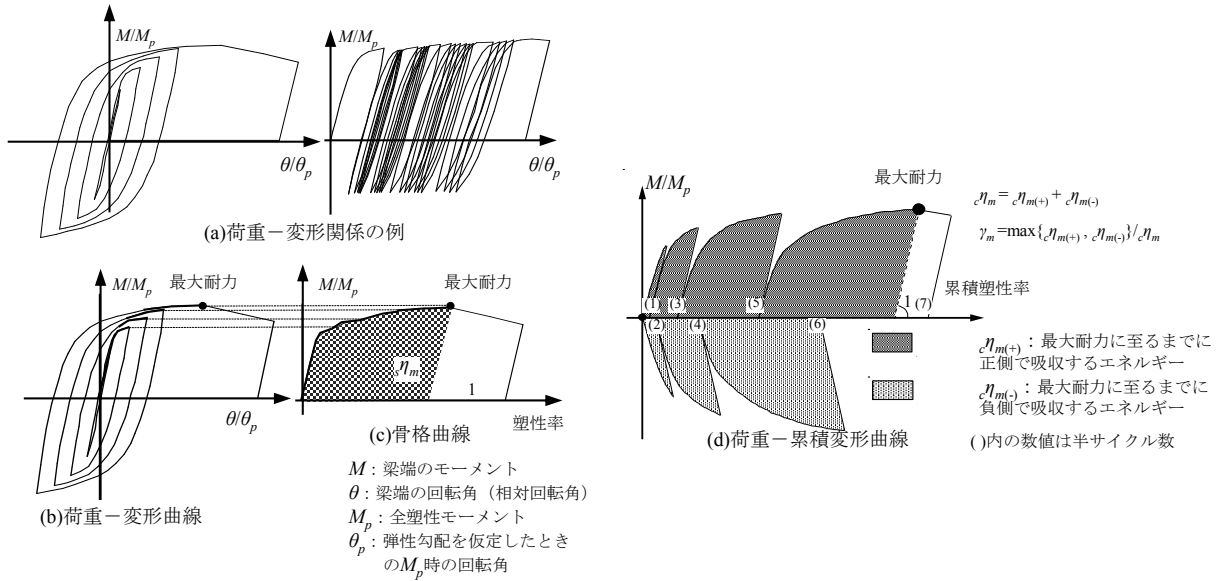 M/Mp
θ/θp
M/Mp
θ/θp
(a)荷重－変形関係の例
M/Mp
最大耐力
θ/θp
(b)荷重－変形曲線
M/Mp
最大耐力
sηm
1
塑性率
(c)骨格曲線
M：梁端のモーメント
θ：梁端の回転角（相対回転角）
Mp：全塑性モーメント
θp：弾性勾配を仮定したとき
のMp時の回転角
M/Mp
最大耐力
cηm = cηm(+) + cηm(-)
γm=max{cηm(+) , cηm(-)}/cηm
累積塑性率
(1)
(3)
(5)
1
(7)
(2)
(4)
(6)
cηm(+)：最大耐力に至るまでに
正側で吸収するエネルギー
cηm(-)：最大耐力に至るまでに
負側で吸収するエネルギー
(d)荷重－累積変形曲線
( )内の数値は半サイクル数